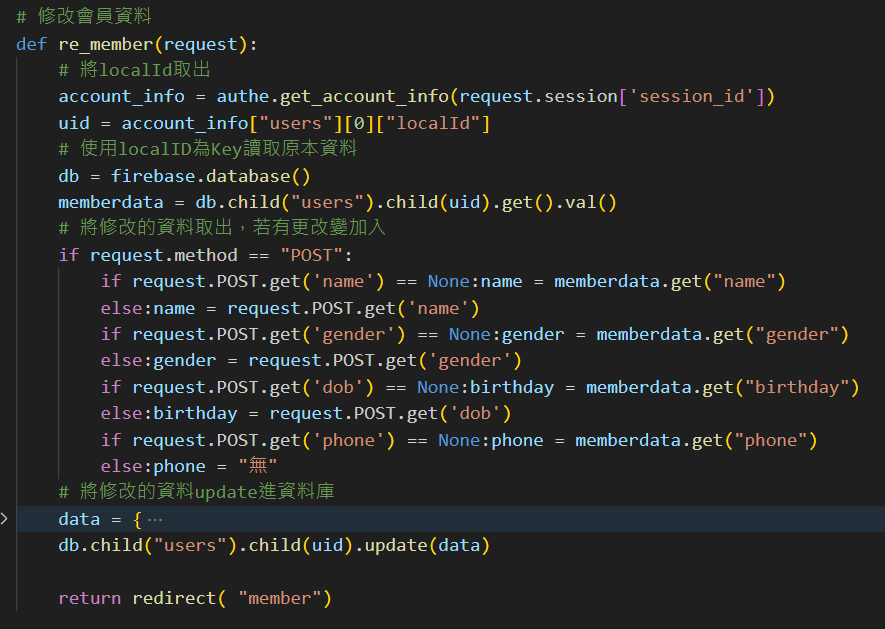 # 修改會員資料
def re_member(request):
    # 將localId取出
    account_info = authe.get_account_info(request.session['session_id'])
    uid = account_info["users"][0]["localId"]
    # 使用localID為Key讀取原本資料
    db = firebase.database()
    memberdata = db.child("users").child(uid).get().val()
    # 將修改的資料取出，若有更改變加入
    if request.method == "POST":
        if request.POST.get('name') == None:name = memberdata.get("name")
        else:name = request.POST.get('name')
        if request.POST.get('gender') == None:gender = memberdata.get("gender")
        else:gender = request.POST.get('gender')
        if request.POST.get('dob') == None:birthday = memberdata.get("birthday")
        else:birthday = request.POST.get('dob')
        if request.POST.get('phone') == None:phone = memberdata.get("phone")
        else:phone = "無"
    # 將修改的資料update進資料庫
    data = {…
    db.child("users").child(uid).update(data)
    return redirect( "member")